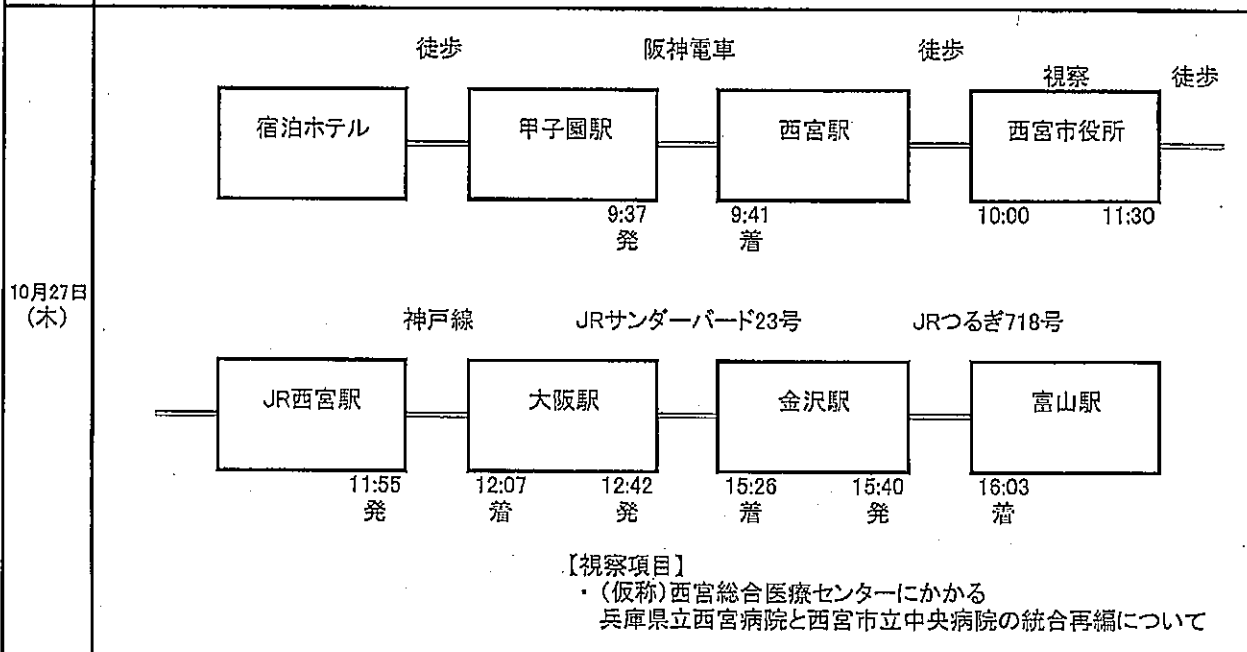 徒歩 阪神電車 徒歩 視察 徒歩
宿泊ホテル 甲子園駅 西宮駅 西宮市役所
9:37 9:41 10:00 11:30
発 着
10月27日
(木)
神戸線 JRサンダーバード23号 JRつるぎ718号
JR西宮駅 大阪駅 金沢駅 富山駅
11:55 12:07 12:42 15:26 15:40 16:03
発 着 発 着 発 着
【視察項目】
・(仮称)西宮総合医療センターにかかる
兵庫県立西宮病院と西宮市立中央病院の統合再編について